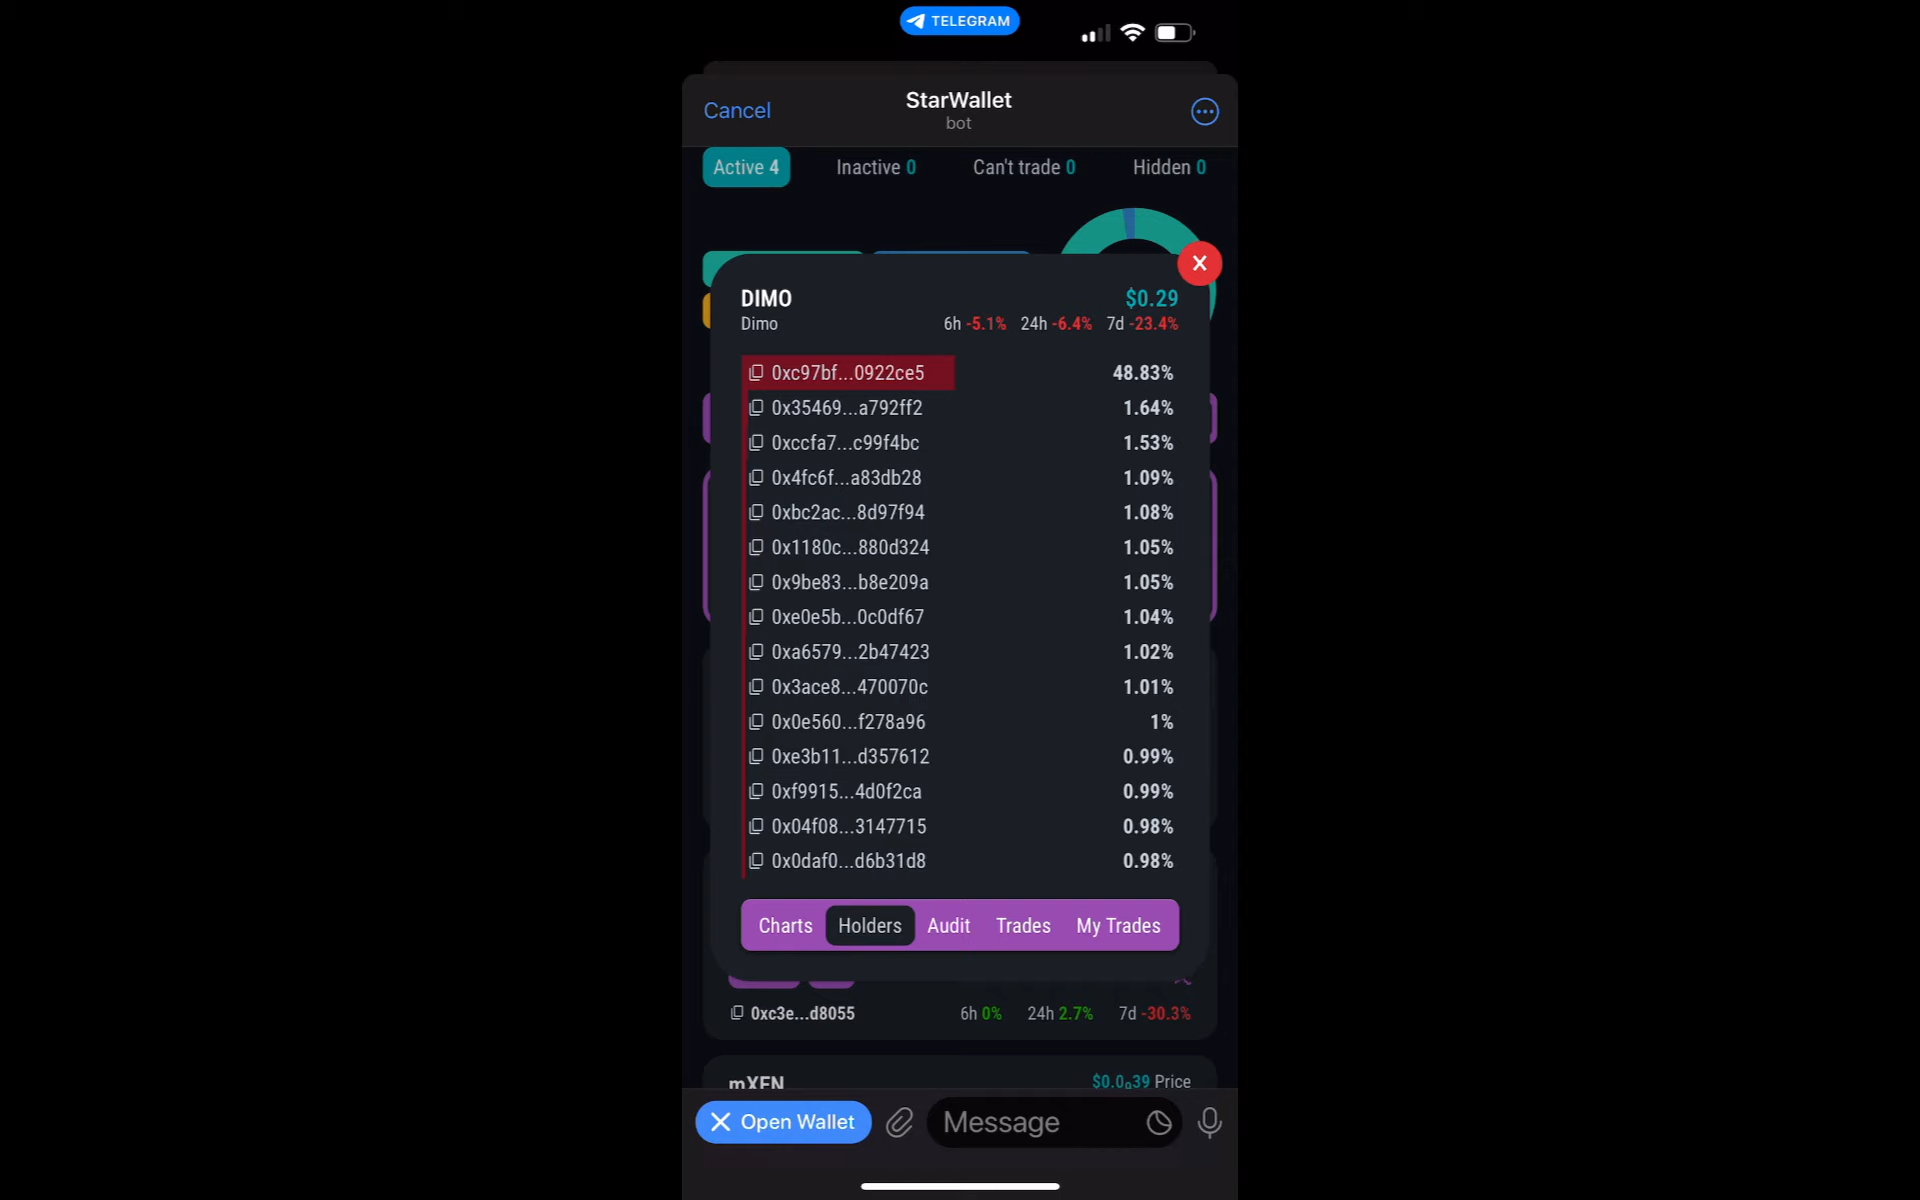 TELEGRAM
Cancel
StarWallet
bot
Active 4 Inactive 0 Can't trade 0 Hidden 0
X
DIMO $0.29
Dimo 6h -5.1% 24h -6.4% 7d -23.4%
0xc97bf...0922ce5 48.83%
0x35469...a792ff2 1.64%
0xccfa7...c99f4bc 1.53%
0x4fc6f...a83db28 1.09%
0xbc2ac...8d97f94 1.08%
0x1180c...880d324 1.05%
0x9be83...b8e209a 1.05%
0xe0e5b...0c0df67 1.04%
0xa6579...2b47423 1.02%
0x3ace8...470070c 1.01%
0x0e560...f278a96 1%
0xe3b11...d357612 0.99%
0xf9915...4d0f2ca 0.99%
0x04f08...3147715 0.98%
0x0daf0...d6b31d8 0.98%
Charts Holders Audit Trades My Trades
0xc3e...d8055 6h 0% 24h 2.7% 7d -30.3%
mXEN $0.0₉39 Price
Open Wallet Message